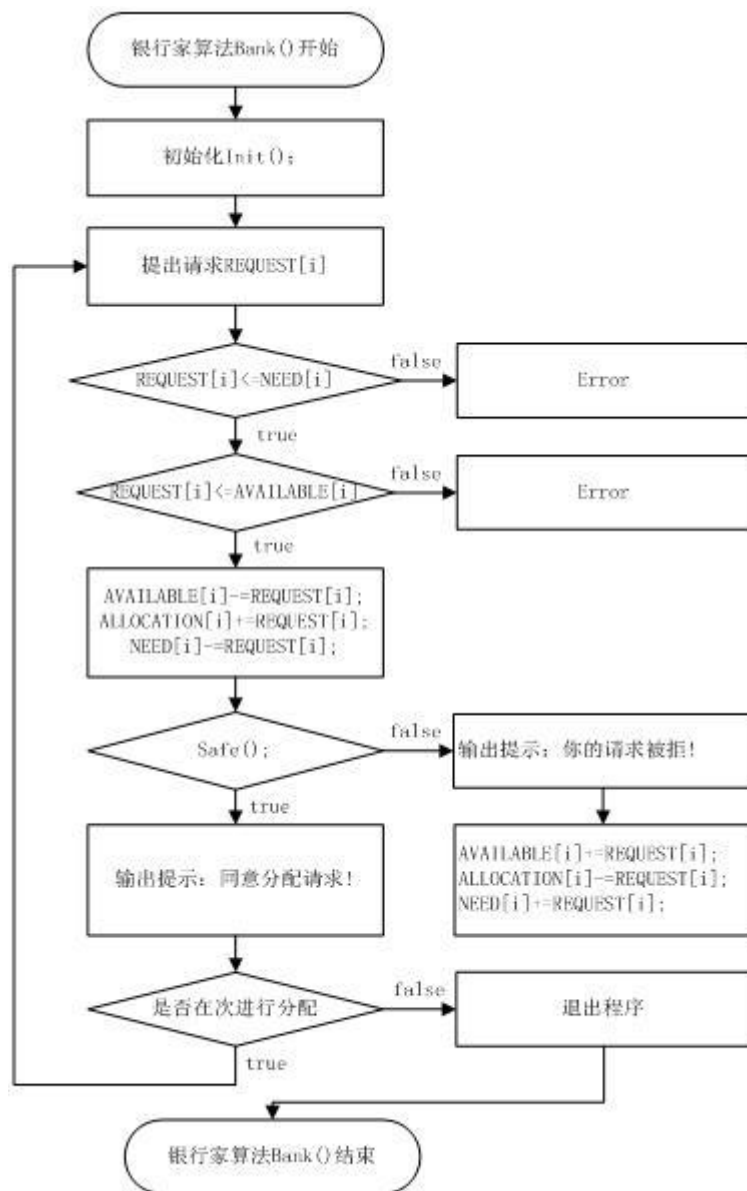 银行家算法Bank()开始
初始化Init();
提出请求REQUEST[i]
REQUEST[i]<=NEED[i]
false
Error
true
REQUEST[i]<=AVAILABLE[i]
false
Error
true
AVAILABLE[i]-=REQUEST[i];
ALLOCATION[i]+=REQUEST[i];
NEED[i]-=REQUEST[i];
Safe();
false
输出提示：你的请求被拒!
true
输出提示：同意分配请求!
AVAILABLE[i]+=REQUEST[i];
ALLOCATION[i]-=REQUEST[i];
NEED[i]+=REQUEST[i];
是否在次进行分配
false
退出程序
true
银行家算法Bank()结束